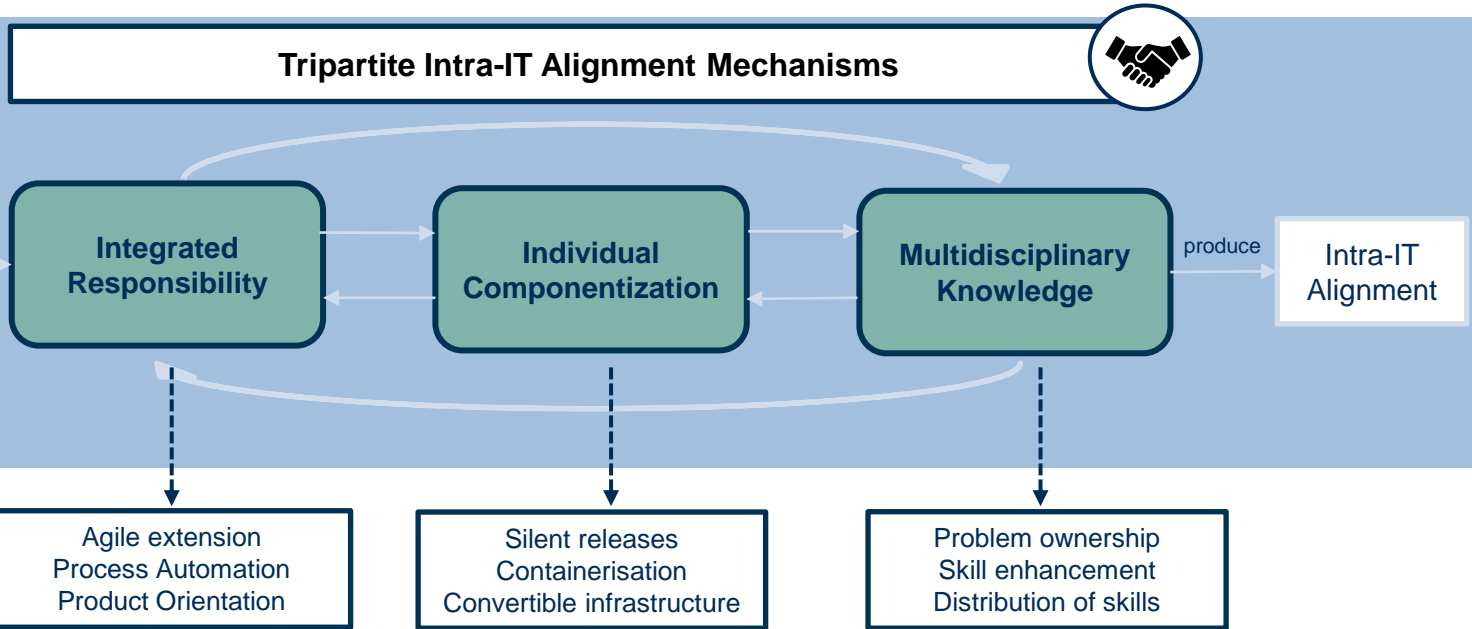 Tripartite Intra-IT Alignment Mechanisms
Integrated
Responsibility
Individual
Componentization
Multidisciplinary
Knowledge
produce
Intra-IT
Alignment
Agile extension
Process Automation
Product Orientation
Silent releases
Containerisation
Convertible infrastructure
Problem ownership
Skill enhancement
Distribution of skills